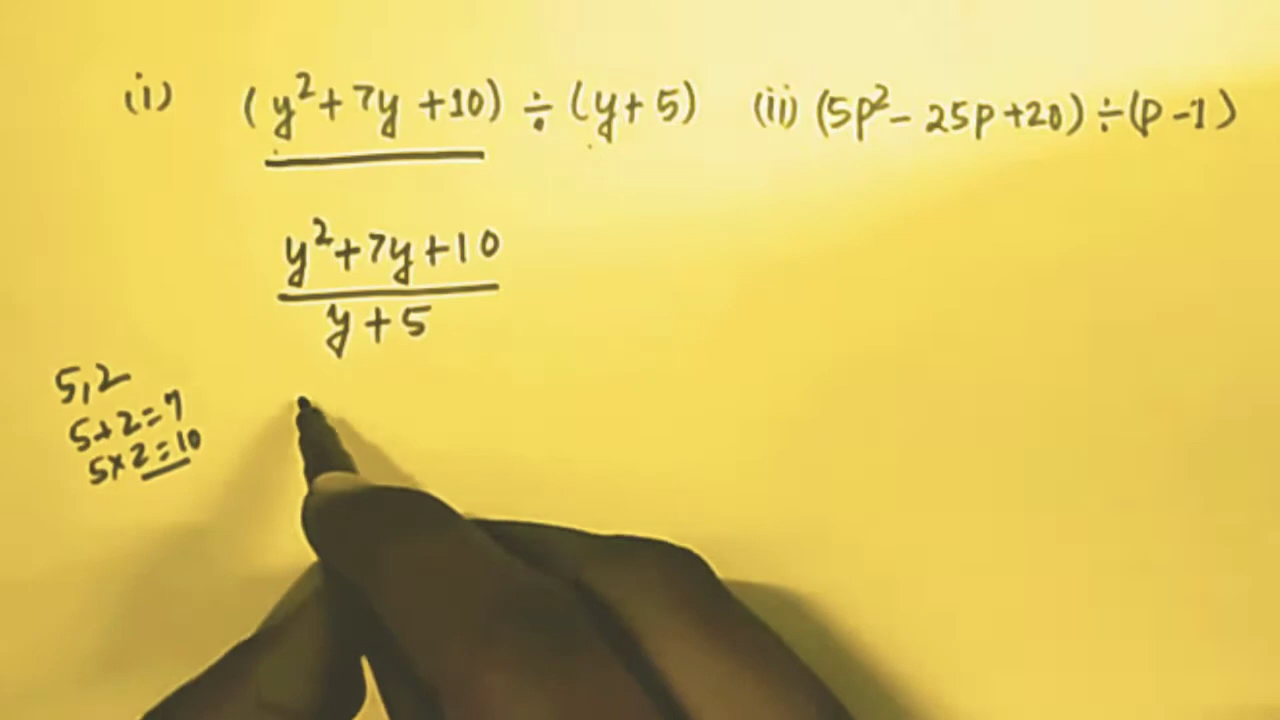 (i) (y²+7y+10) ÷ (y+5) (ii) (5p²- 25p+20) ÷ (p-1)
y²+7y+10
y+5
5,2
5+2=7
5×2=10